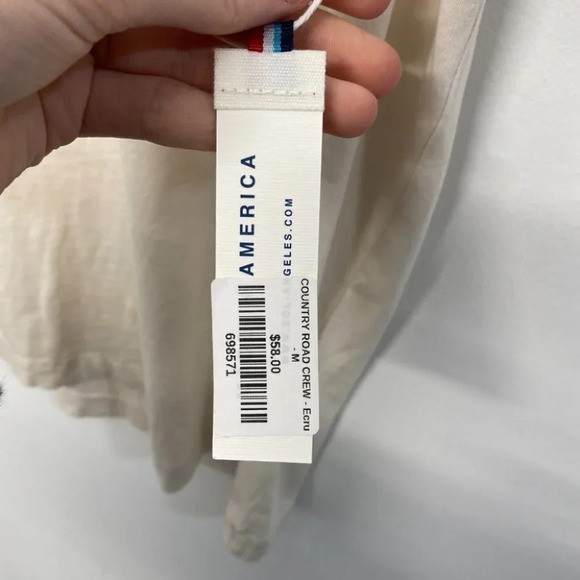 AMERICA
GELES.COM
COUNTRY ROAD CREW - Ecru
- M
$58.00
698571